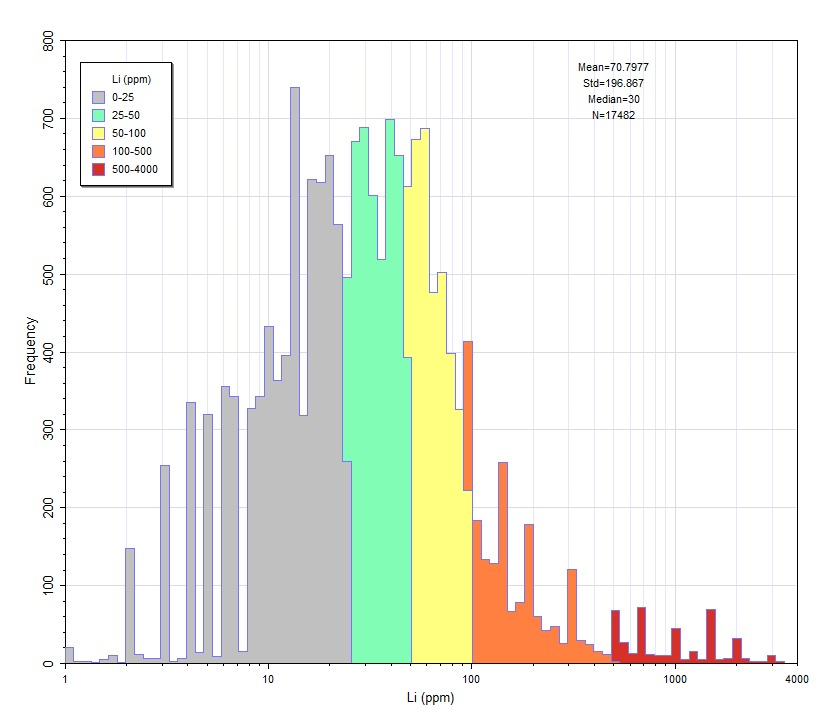 800
700
600
500
400
300
200
100
0
Frequency
Li (ppm)
0-25
25-50
50-100
100-500
500-4000
Mean=70.7977
Std=196.867
Median=30
N=17482
1
10
100
1000
4000
Li (ppm)